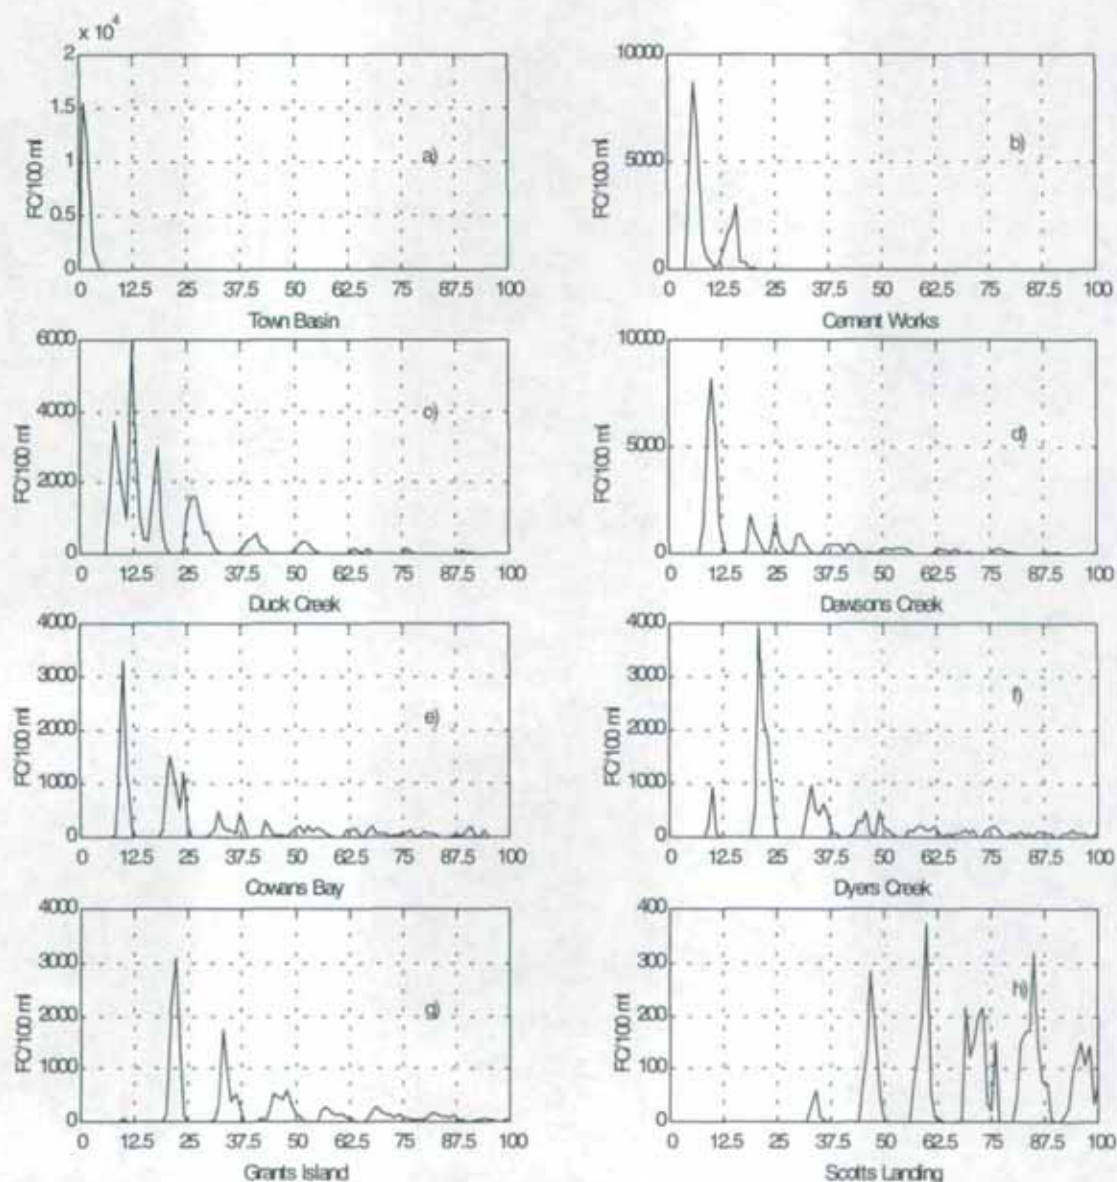 x 10⁴
2
1.5
1
0.5
0
FC/100 ml
a)
0 12.5 25 37.5 50 62.5 75 87.5 100
Town Basin
10000
5000
0
FC/100 ml
b)
0 12.5 25 37.5 50 62.5 75 87.5 100
Cement Works
6000
4000
2000
0
FC/100 ml
c)
0 12.5 25 37.5 50 62.5 75 87.5 100
Duck Creek
10000
5000
0
FC/100 ml
d)
0 12.5 25 37.5 50 62.5 75 87.5 100
Dawsons Creek
4000
3000
2000
1000
0
FC/100 ml
e)
0 12.5 25 37.5 50 62.5 75 87.5 100
Cowans Bay
4000
3000
2000
1000
0
FC/100 ml
f)
0 12.5 25 37.5 50 62.5 75 87.5 100
Dyers Creek
4000
3000
2000
1000
0
FC/100 ml
g)
0 12.5 25 37.5 50 62.5 75 87.5 100
Grants Island
400
300
200
100
0
FC/100 ml
h)
0 12.5 25 37.5 50 62.5 75 87.5 100
Scotts Landing